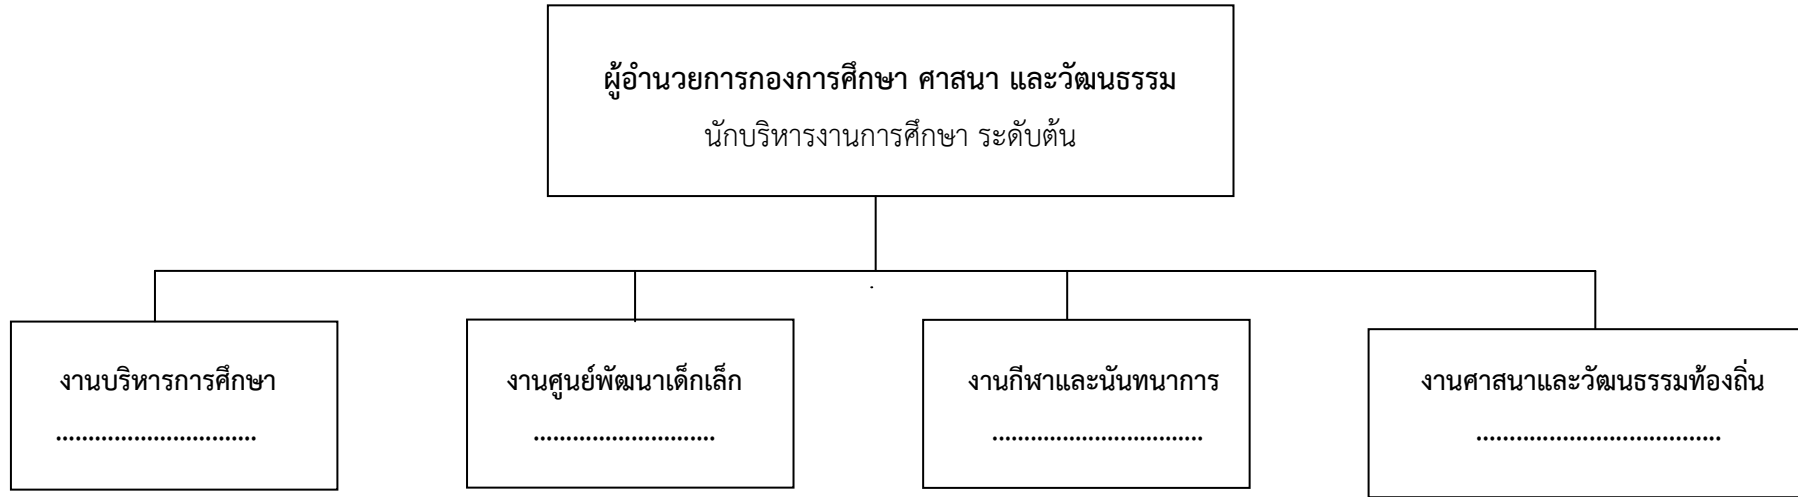 ผู้อำนวยการกองการศึกษา ศาสนา และวัฒนธรรม
นักบริหารงานการศึกษา ระดับต้น
งานบริหารการศึกษา
...............................
งานศูนย์พัฒนาเด็กเล็ก
............................
งานกีฬาและนันทนาการ
.................................
งานศาสนาและวัฒนธรรมท้องถิ่น
......................................